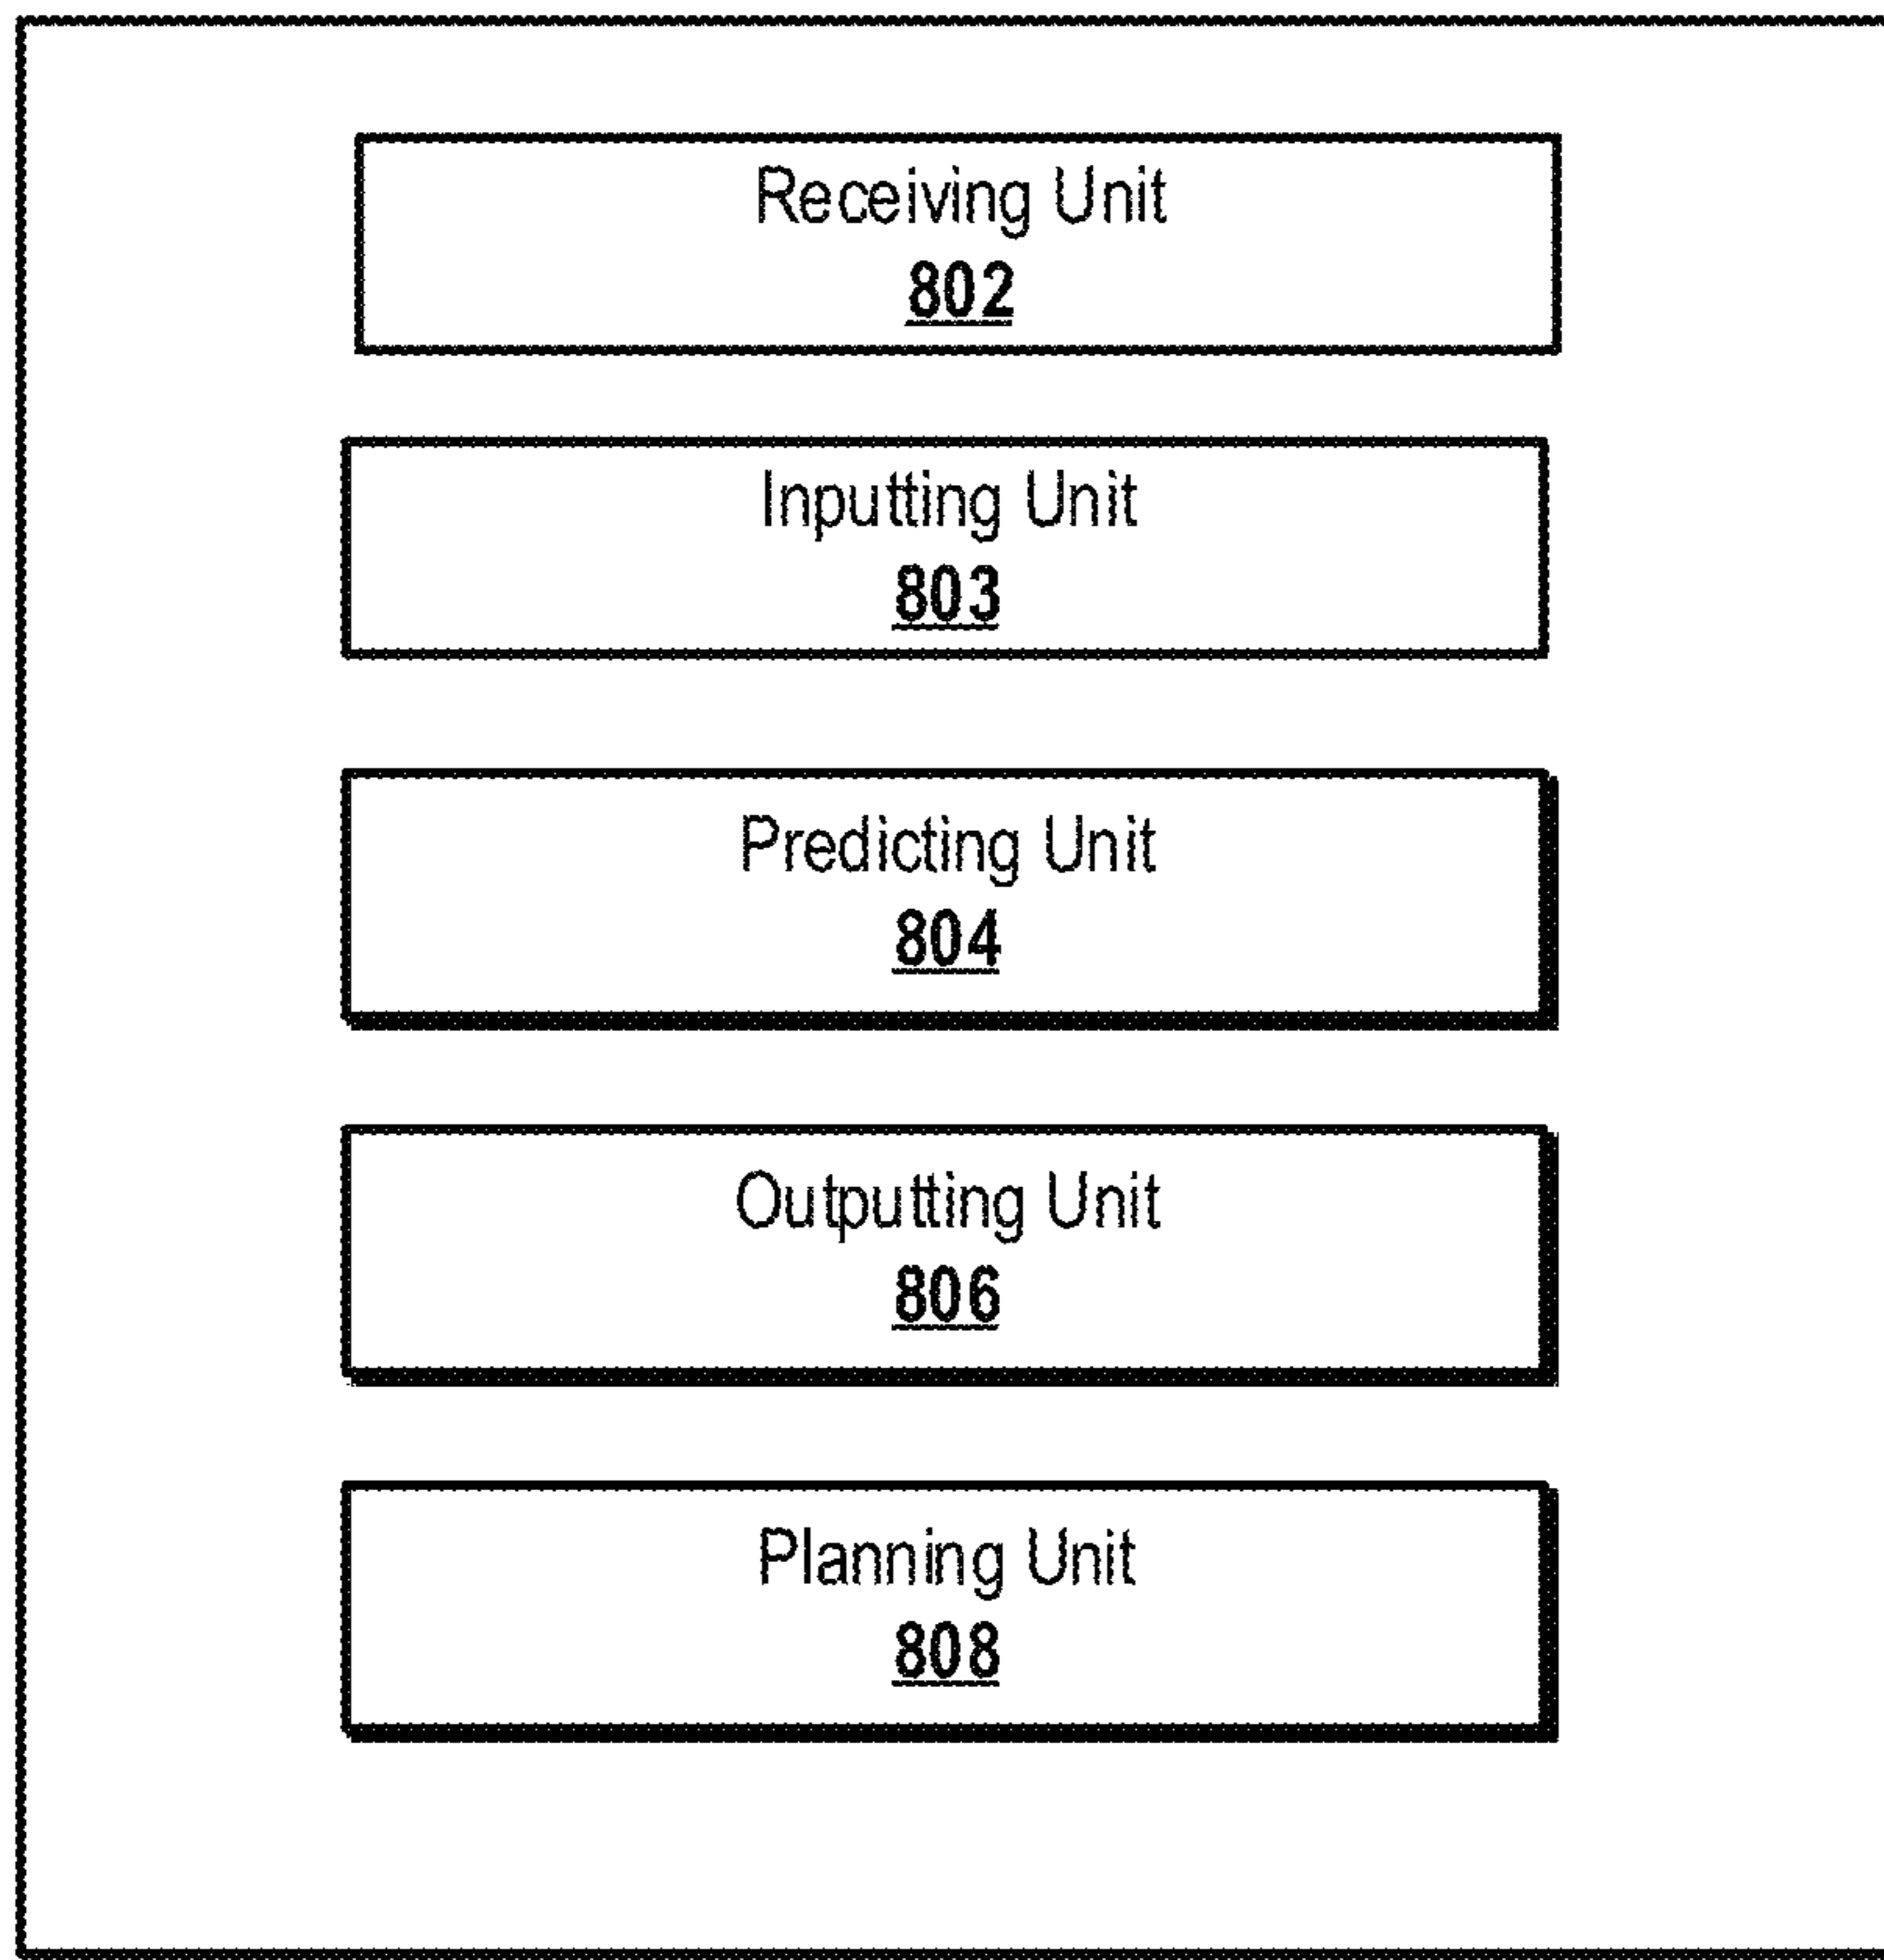 Receiving Unit
802
Inputting Unit
803
Predicting Unit
804
Outputting Unit
806
Planning Unit
808